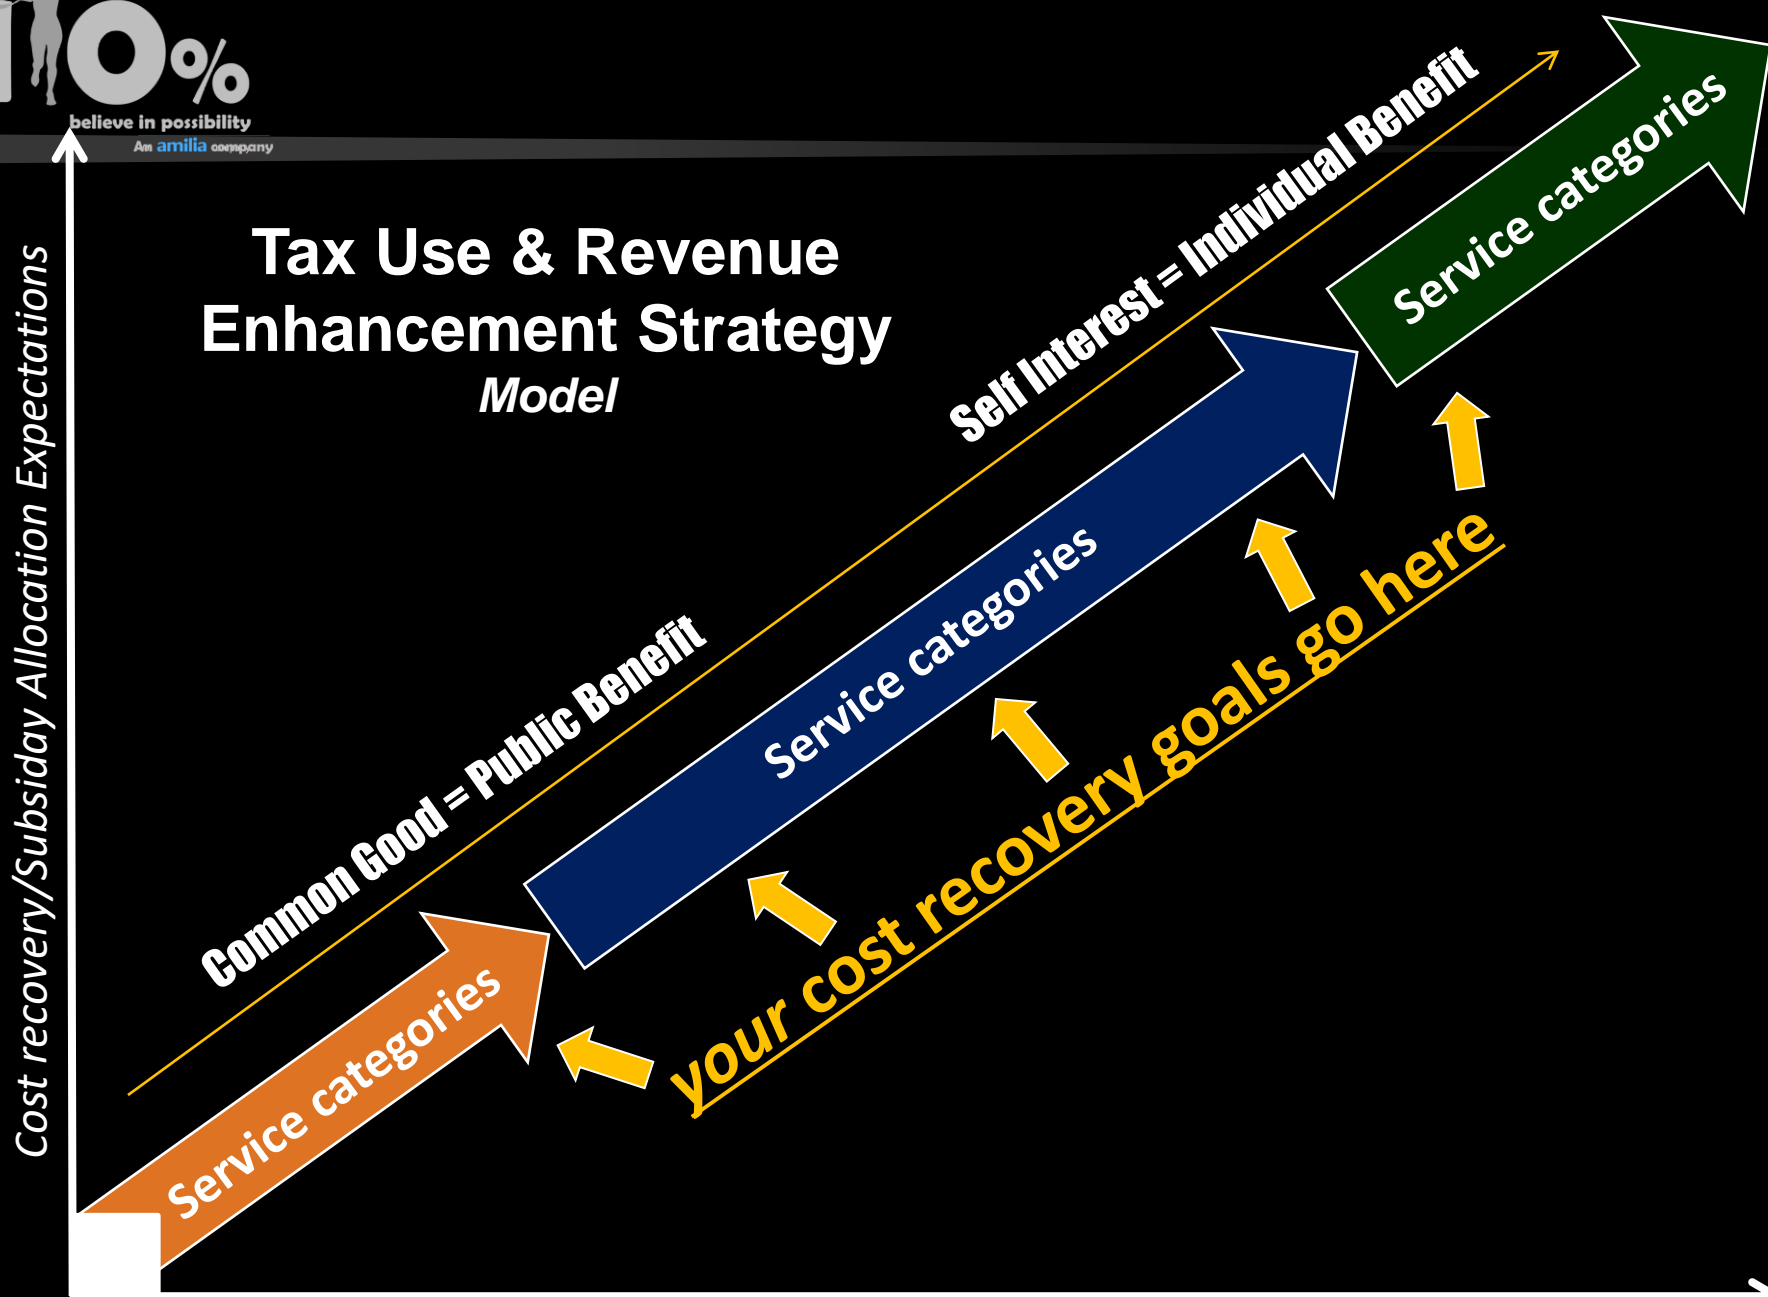 10%
believe in possibility
An amilia company
Tax Use & Revenue
Enhancement Strategy
Model
Cost recovery/Subsiday Allocation Expectations
Common Good = Public Benefit
Self Interest = Individual Benefit
Service categories
Service categories
Service categories
your cost recovery goals go here